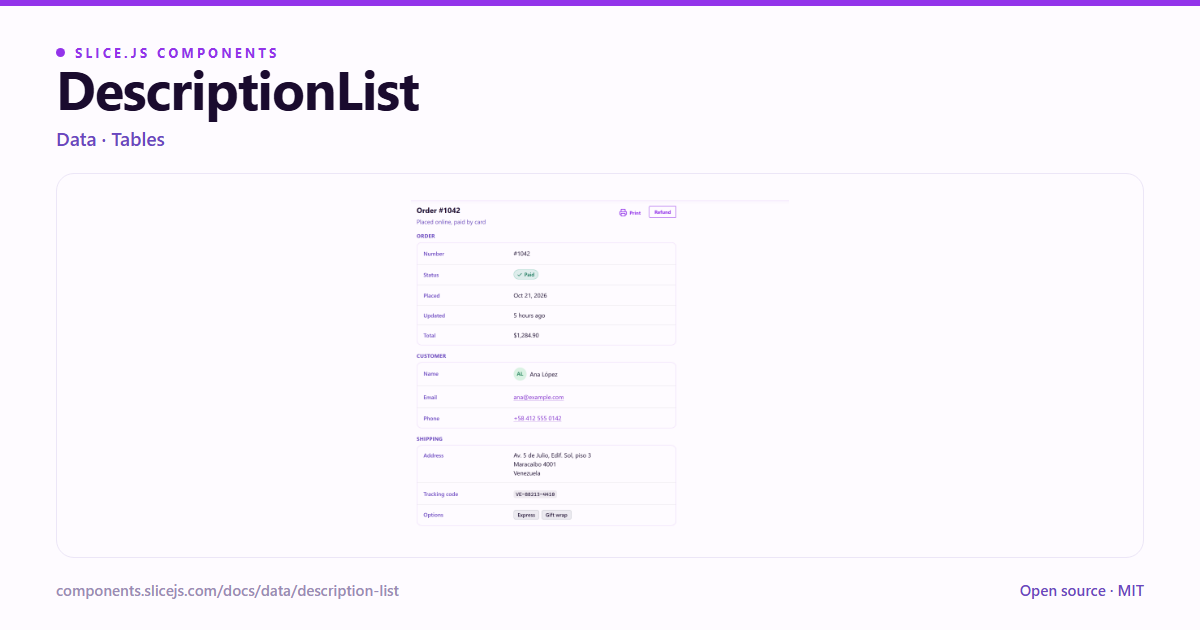 SLICE.JS COMPONENTS
DescriptionList
Data · Tables
Order #1042
Placed online, paid by card
Print
Refund
ORDER
Number #1042
Status ✓ Paid
Placed Oct 21, 2026
Updated 5 hours ago
Total $1,284.90
CUSTOMER
Name AL Ana López
Email ana@example.com
Phone +58 412 555 0142
SHIPPING
Address Av. 5 de Julio, Edif. Sol, piso 3
Maracaibo 4001
Venezuela
Tracking code
Options Express Gift wrap
components.slicejs.com/docs/data/description-list
Open source · MIT